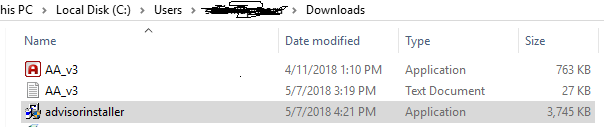 his PC > Local Disk (C:) > Users > > Downloads
Name Date modified Type Size
AA_v3 4/11/2018 1:10 PM Application 763 KB
AA_v3 5/7/2018 3:19 PM Text Document 27 KB
advisorinstaller 5/7/2018 4:21 PM Application 3,745 KB